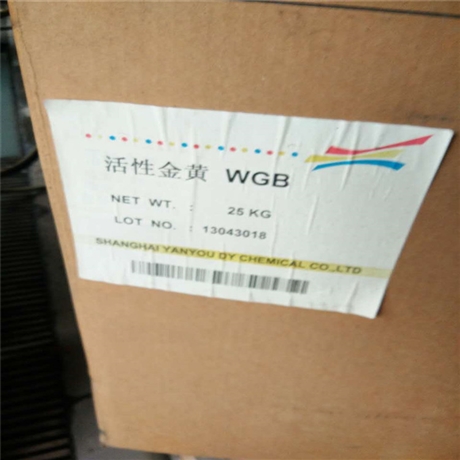 活性金黄 WGB
NET WT. : 25 KG
LOT NO. : 13043018
SHANGHAI YANYOU DY CHEMICAL CO.,LTD